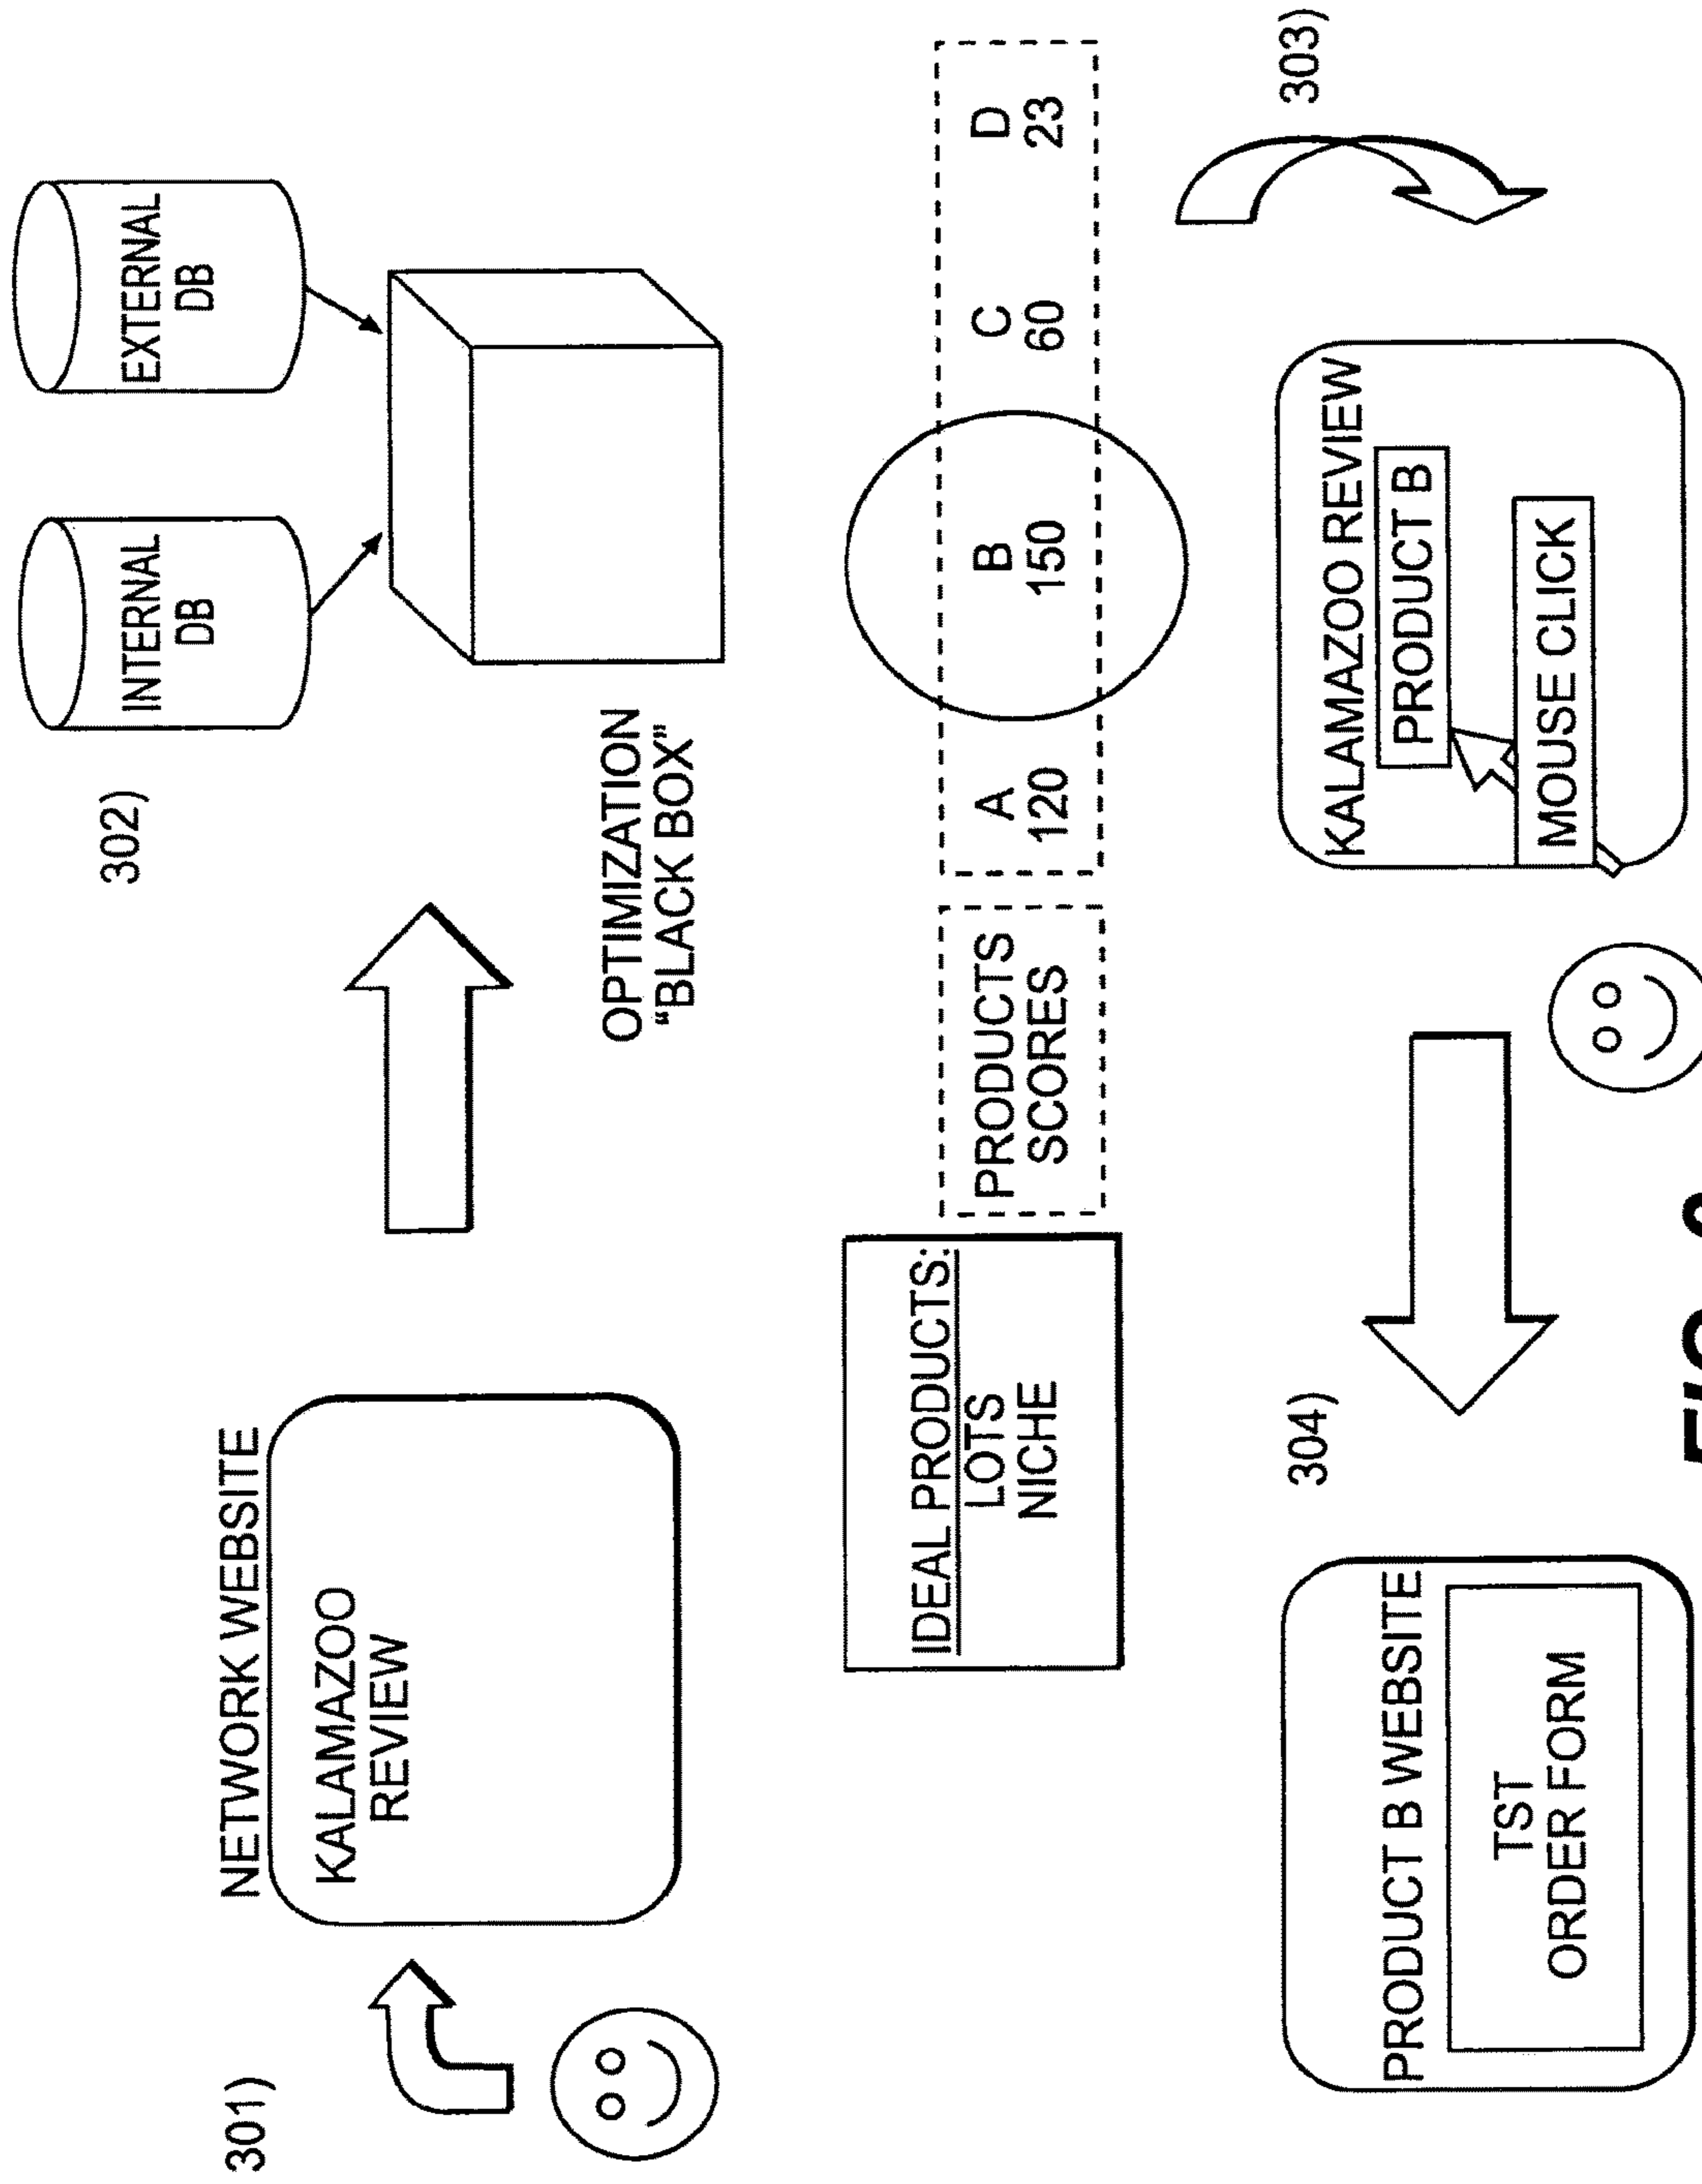 301)
NETWORK WEBSITE
KALAMAZOO
REVIEW
302)
INTERNAL
DB
EXTERNAL
DB
OPTIMIZATION
“BLACK BOX”
IDEAL PRODUCTS:
LOTS
NICHE
PRODUCTS
SCORES
A B C D
120 150 60 23
303)
KALAMAZOO REVIEW
PRODUCT B
MOUSE CLICK
304)
PRODUCT B WEBSITE
TST
ORDER FORM